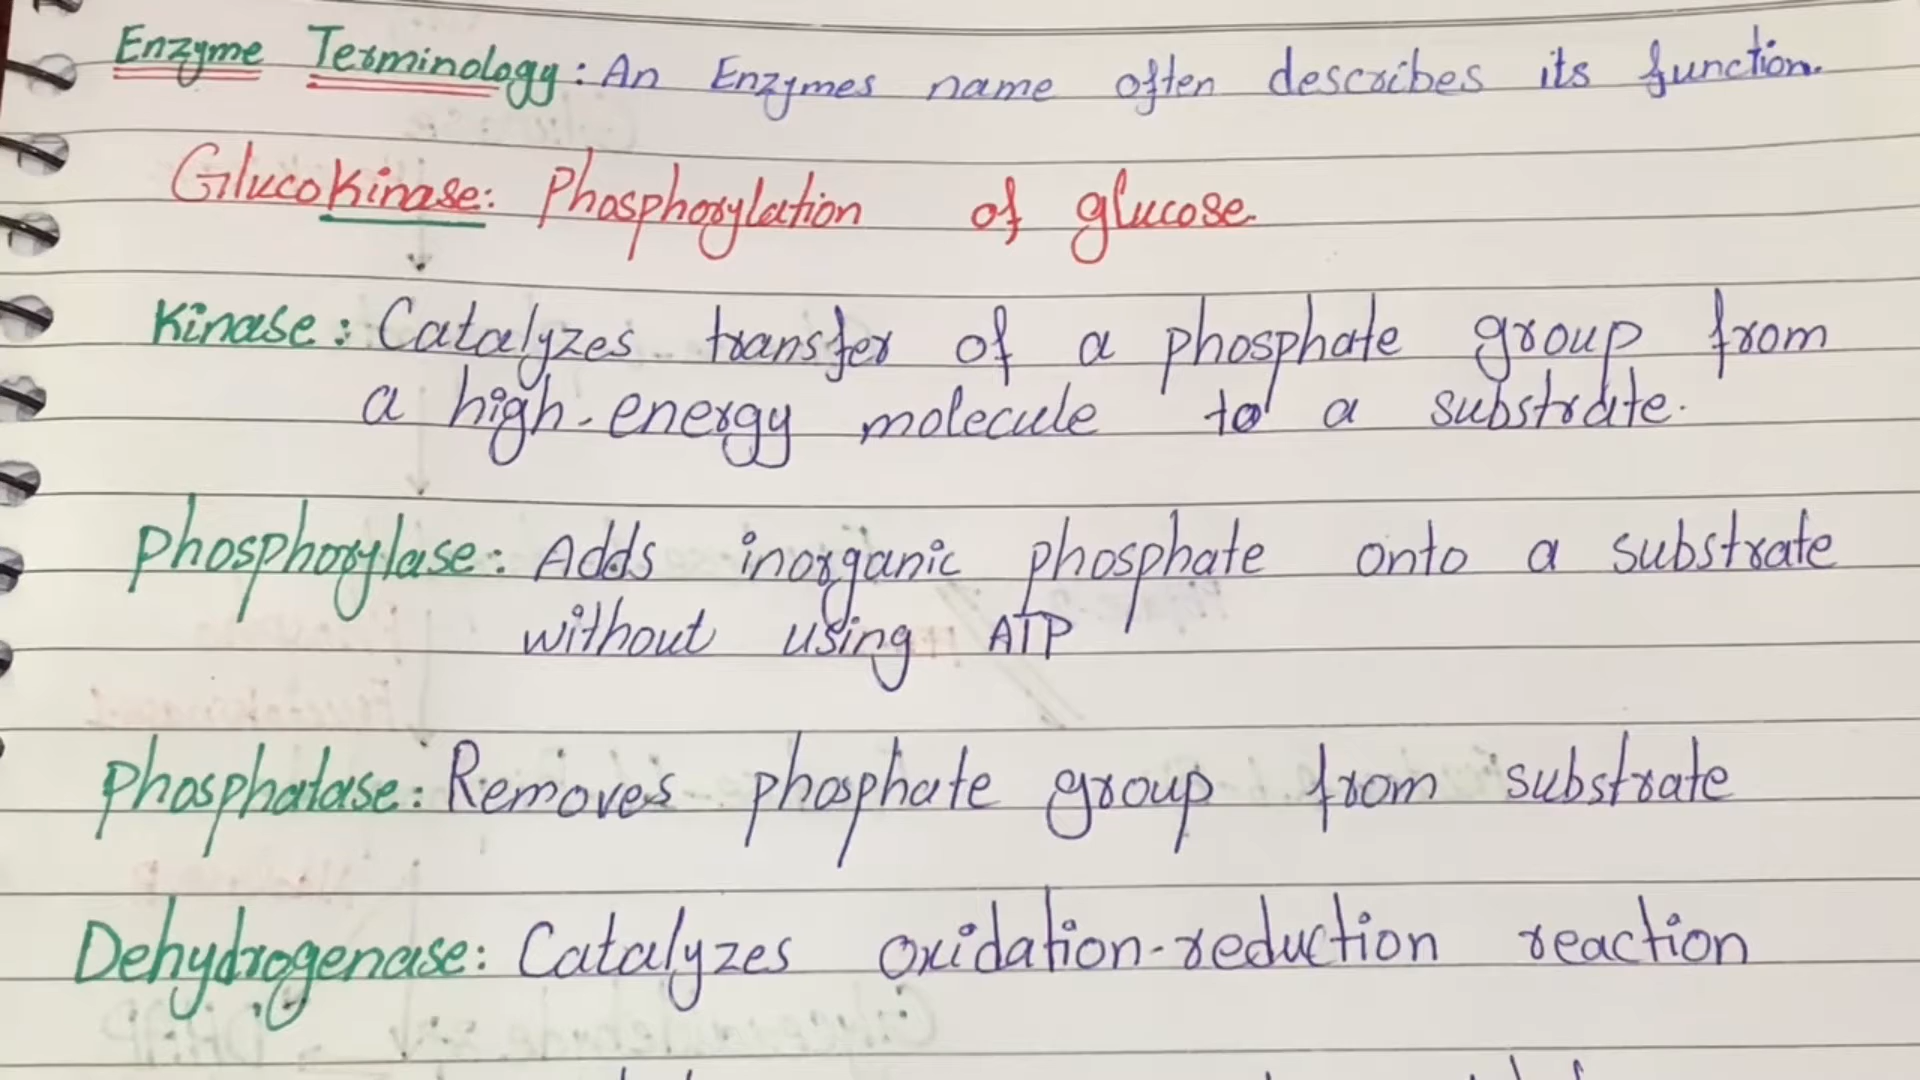 Enzyme Terminology: An Enzymes name often describes its function.
Glucokinase: Phosphorylation of glucose
Kinase: Catalyzes transfer of a phosphate group from
a high-energy molecule to a substrate.
Phosphorylase: Adds inorganic phosphate onto a substrate
without using ATP
Phosphatase: Removes phosphate group from substrate
Dehydrogenase: Catalyzes oxidation-reduction reaction